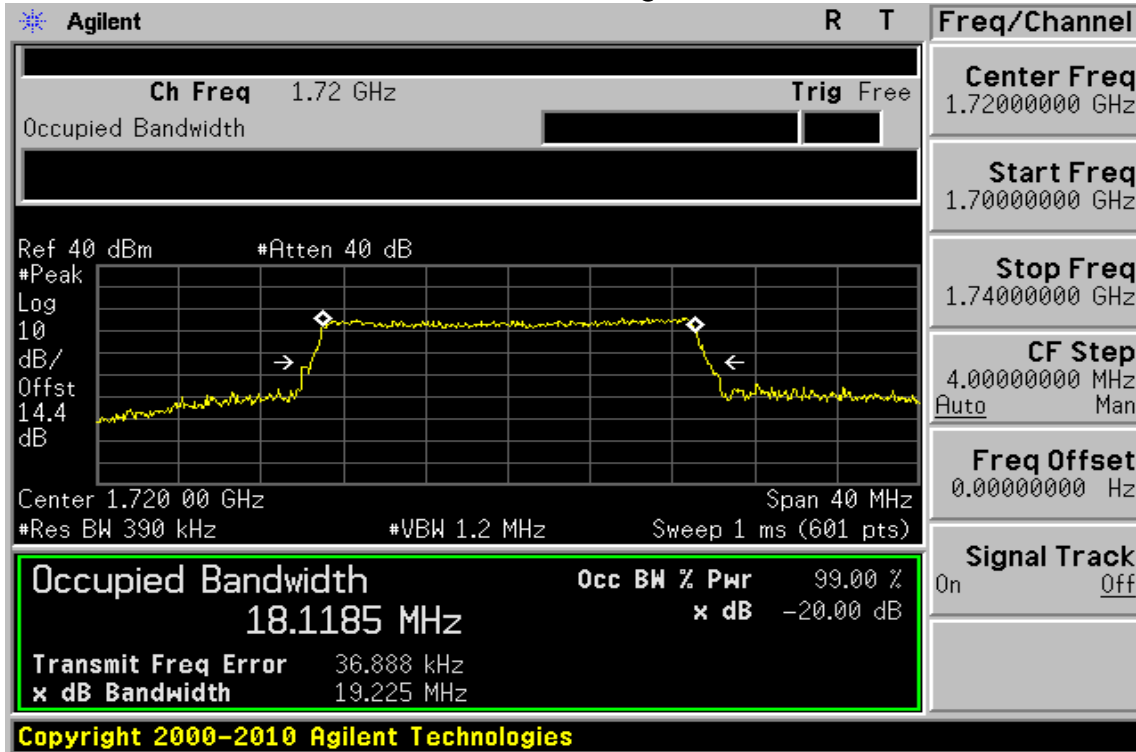 Agilent R T Freq/Channel
Ch Freq 1.72 GHz Trig Free
Occupied Bandwidth
Center Freq
1.72000000 GHz
Start Freq
1.70000000 GHz
Stop Freq
1.74000000 GHz
CF Step
4.00000000 MHz
Auto Man
Freq Offset
0.00000000 Hz
Signal Track
On Off
Ref 40 dBm #Atten 40 dB
#Peak
Log
10
dB/
Offst
14.4
dB
Center 1.720 00 GHz Span 40 MHz
#Res BW 390 kHz #VBW 1.2 MHz Sweep 1 ms (601 pts)
Occupied Bandwidth Occ BW % Pwr 99.00 %
18.1185 MHz x dB -20.00 dB
Transmit Freq Error 36.888 kHz
x dB Bandwidth 19.225 MHz
Copyright 2000-2010 Agilent Technologies